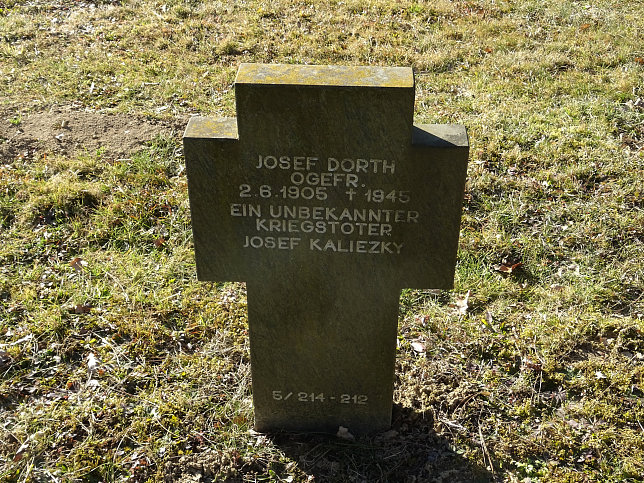 JOSEF DORTH
OGEFR.
2.6.1905 † 1945
EIN UNBEKANNTER
KRIEGSTOTER
JOSEF KALIEZKY
5/214-212